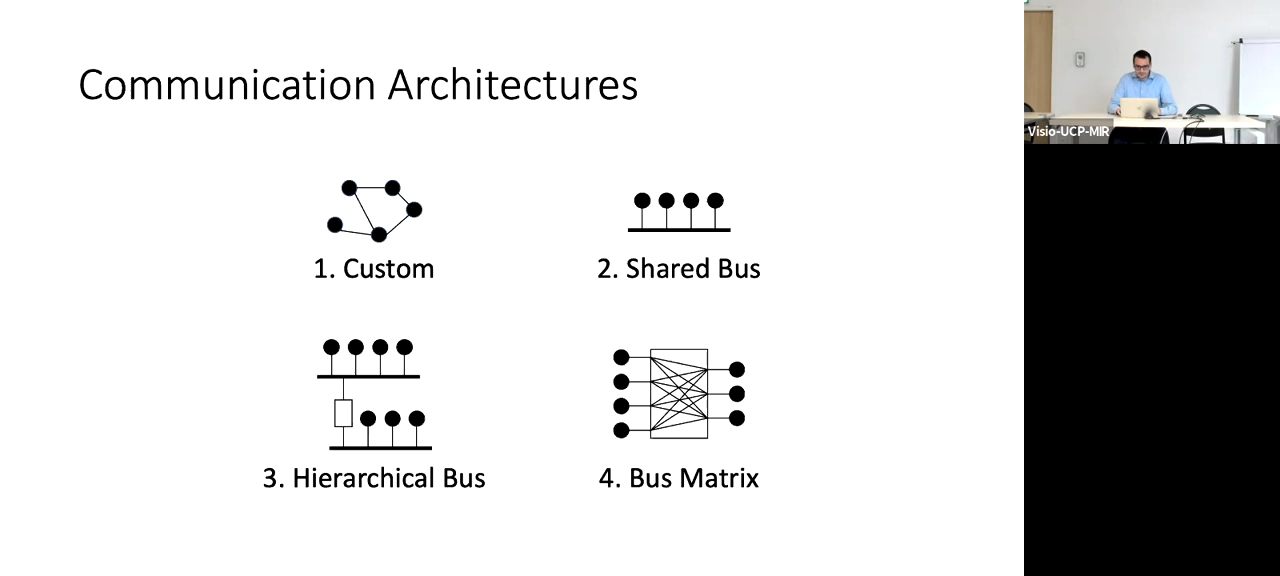 Communication Architectures
1. Custom
2. Shared Bus
3. Hierarchical Bus
4. Bus Matrix
Visio-UCP-MIR